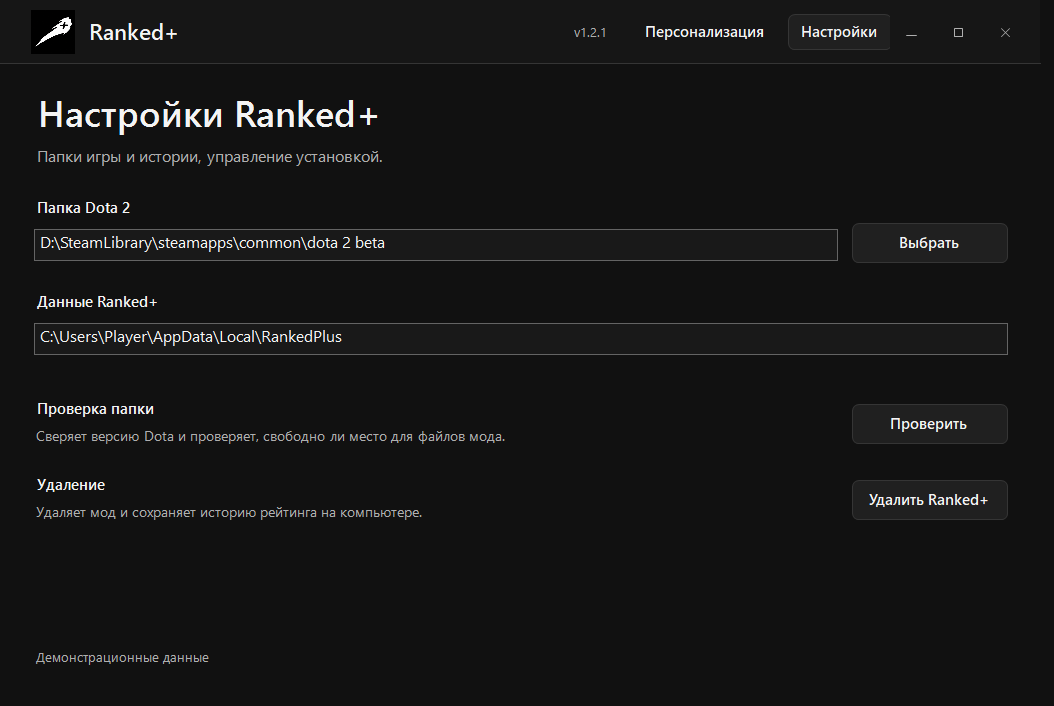 Ranked+
v1.2.1
Персонализация
Настройки
Настройки Ranked+
Папки игры и истории, управление установкой.
Папка Dota 2
D:\SteamLibrary\steamapps\common\dota 2 beta
Выбрать
Данные Ranked+
C:\Users\Player\AppData\Local\RankedPlus
Проверка папки
Сверяет версию Dota и проверяет, свободно ли место для файлов мода.
Проверить
Удаление
Удаляет мод и сохраняет историю рейтинга на компьютере.
Удалить Ranked+
Демонстрационные данные